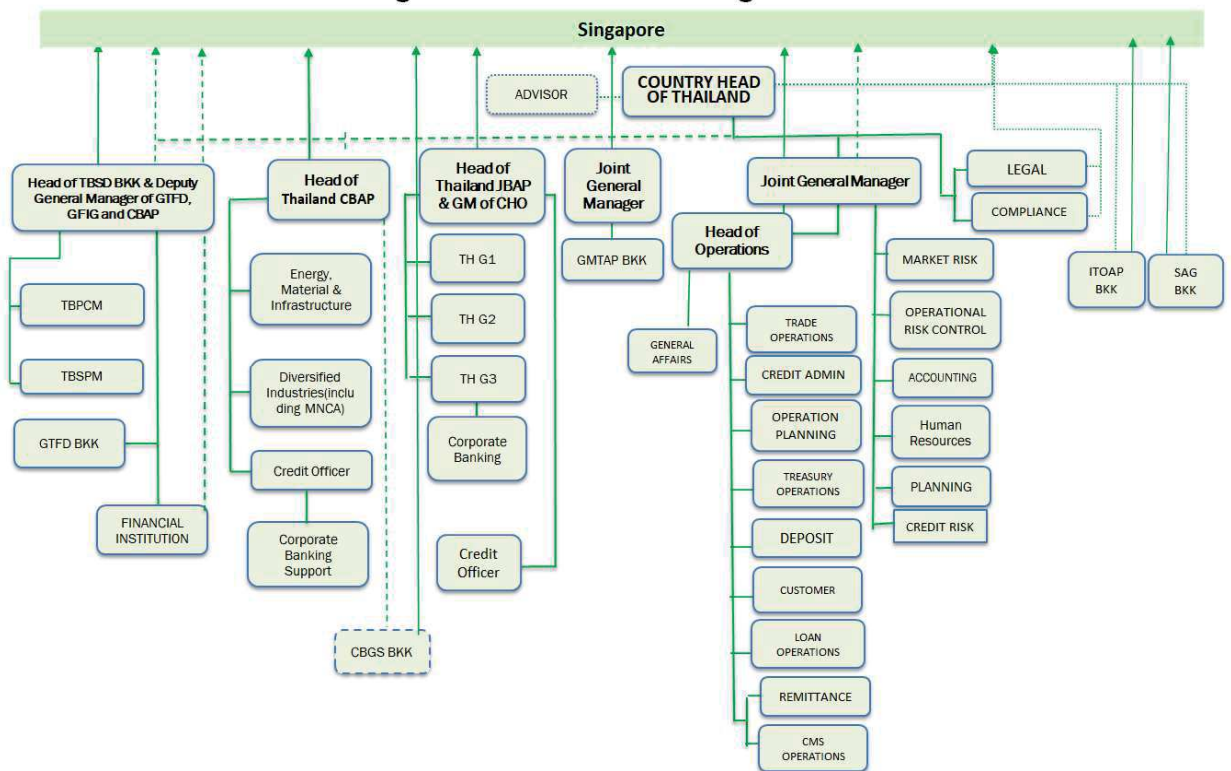 Singapore
ADVISOR
COUNTRY HEAD
OF THAILAND
Head of TBSD BKK & Deputy
General Manager of GTFD,
GFIG and CBAP
Head of
Thailand CBAP
Head of
Thailand JBAP
& GM of CHO
Joint
General
Manager
Joint General Manager
LEGAL
COMPLIANCE
Head of
Operations
TH G1
GMTAP BKK
MARKET RISK
ITOAP
BKK
SAG
BKK
Energy,
Material &
Infrastructure
TBPCM
TH G2
GENERAL
AFFAIRS
TRADE
OPERATIONS
OPERATIONAL
RISK CONTROL
TBSPM
Diversified
Industries(inclu
ding MNCA)
TH G3
CREDIT ADMIN
ACCOUNTING
GTFD BKK
Corporate
Banking
OPERATION
PLANNING
Human
Resources
Credit Officer
TREASURY
OPERATIONS
PLANNING
FINANCIAL
INSTITUTION
CREDIT RISK
Corporate
Banking
Support
Credit
Officer
DEPOSIT
CUSTOMER
CBGS BKK
LOAN
OPERATIONS
REMITTANCE
CMS
OPERATIONS